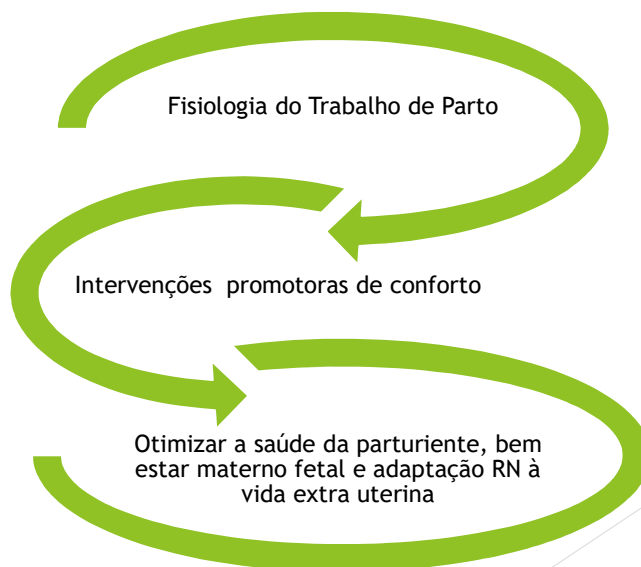 Fisiologia do Trabalho de Parto
Intervenções promotoras de conforto
Otimizar a saúde da parturiente, bem
estar materno fetal e adaptação RN à
vida extra uterina